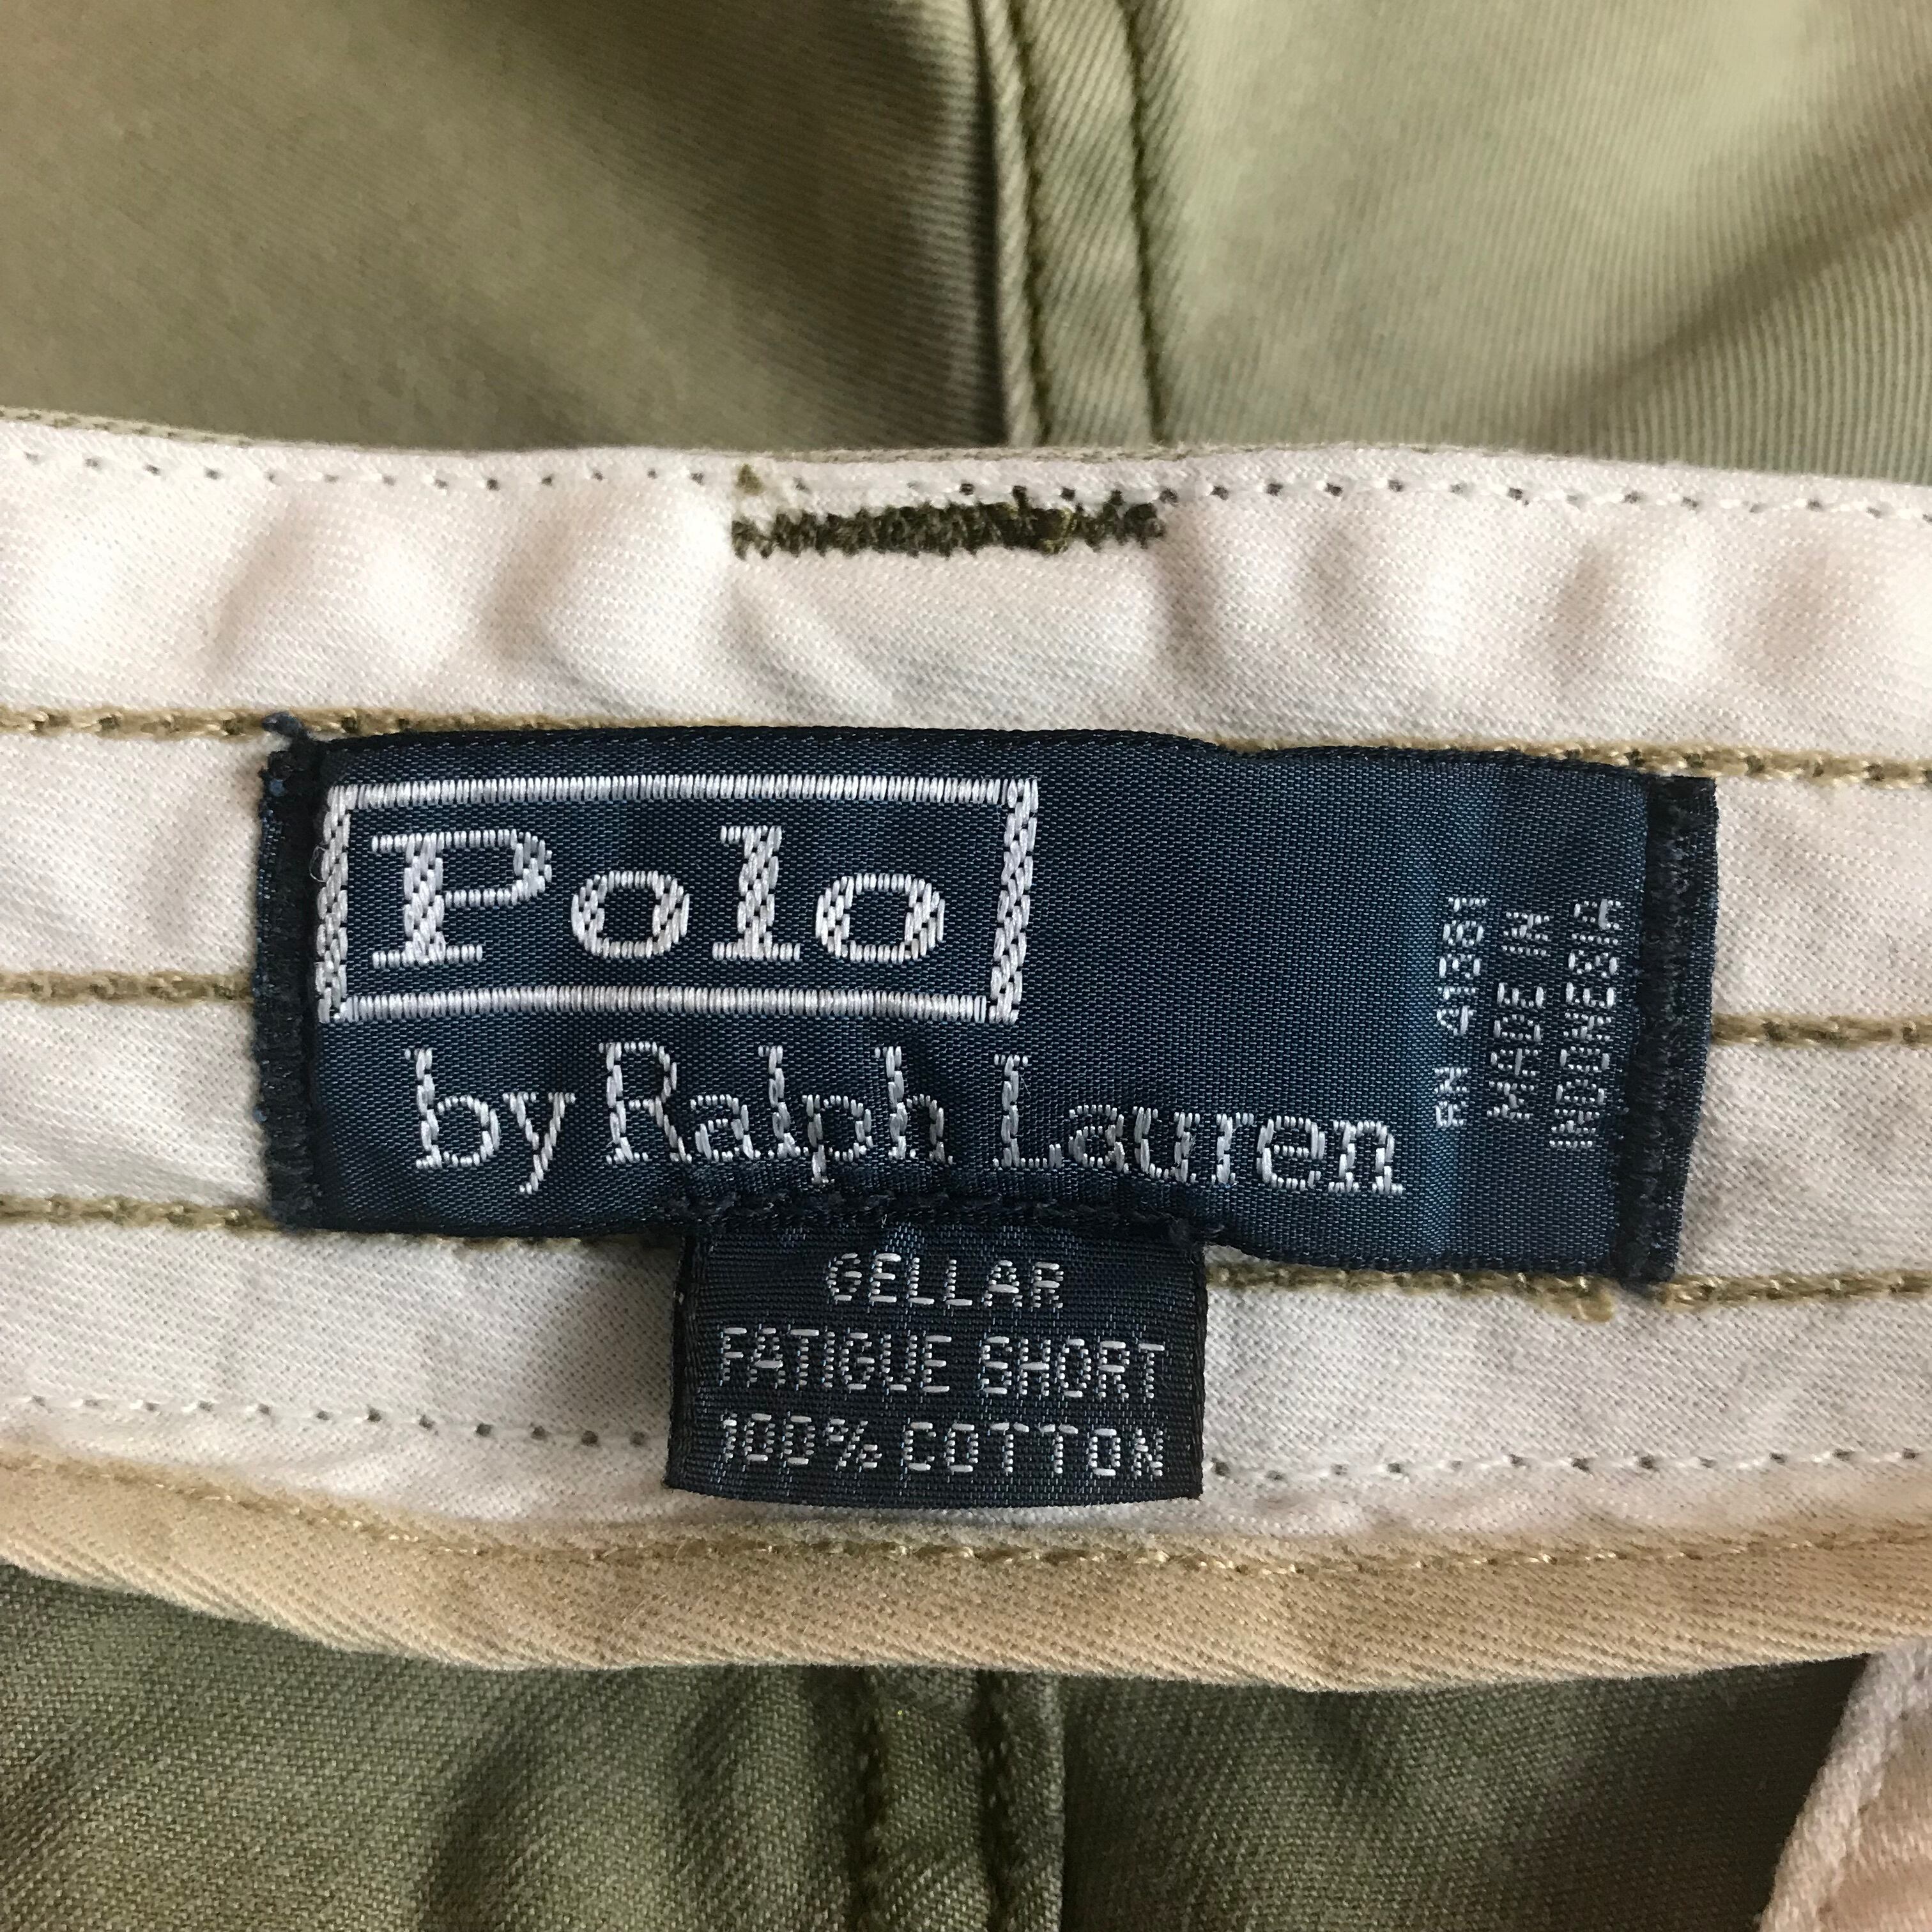 Polo
by Ralph Lauren
RN 41381
MADE IN
INDONESIA
GELLAR
FATIGUE SHORT
100% COTTON